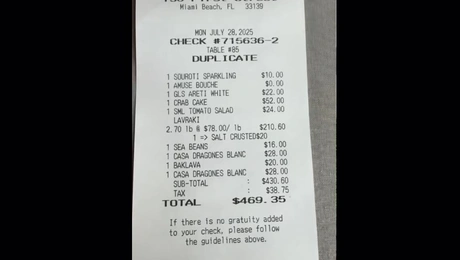 Miami Beach, FL 33139
MON JULY 28, 2025
CHECK #715636-2
TABLE #85
DUPLICATE
1 SOUROTI SPARKLING $10.00
1 AMUSE BOUCHE $0.00
1 GLS ARETI WHITE $22.00
1 CRAB CAKE $52.00
1 SML TOMATO SALAD $24.00
LAVRAKI
2.70 lb @ $78.00/ lb $210.60
1 => SALT CRUSTED$20
1 SEA BEANS $16.00
1 CASA DRAGONES BLANC $28.00
1 BAKLAVA $20.00
1 CASA DRAGONES BLANC $28.00
SUB-TOTAL : $430.60
TAX : $38.75
TOTAL $469.35
If there is no gratuity added
to your check, please follow
the guidelines above.